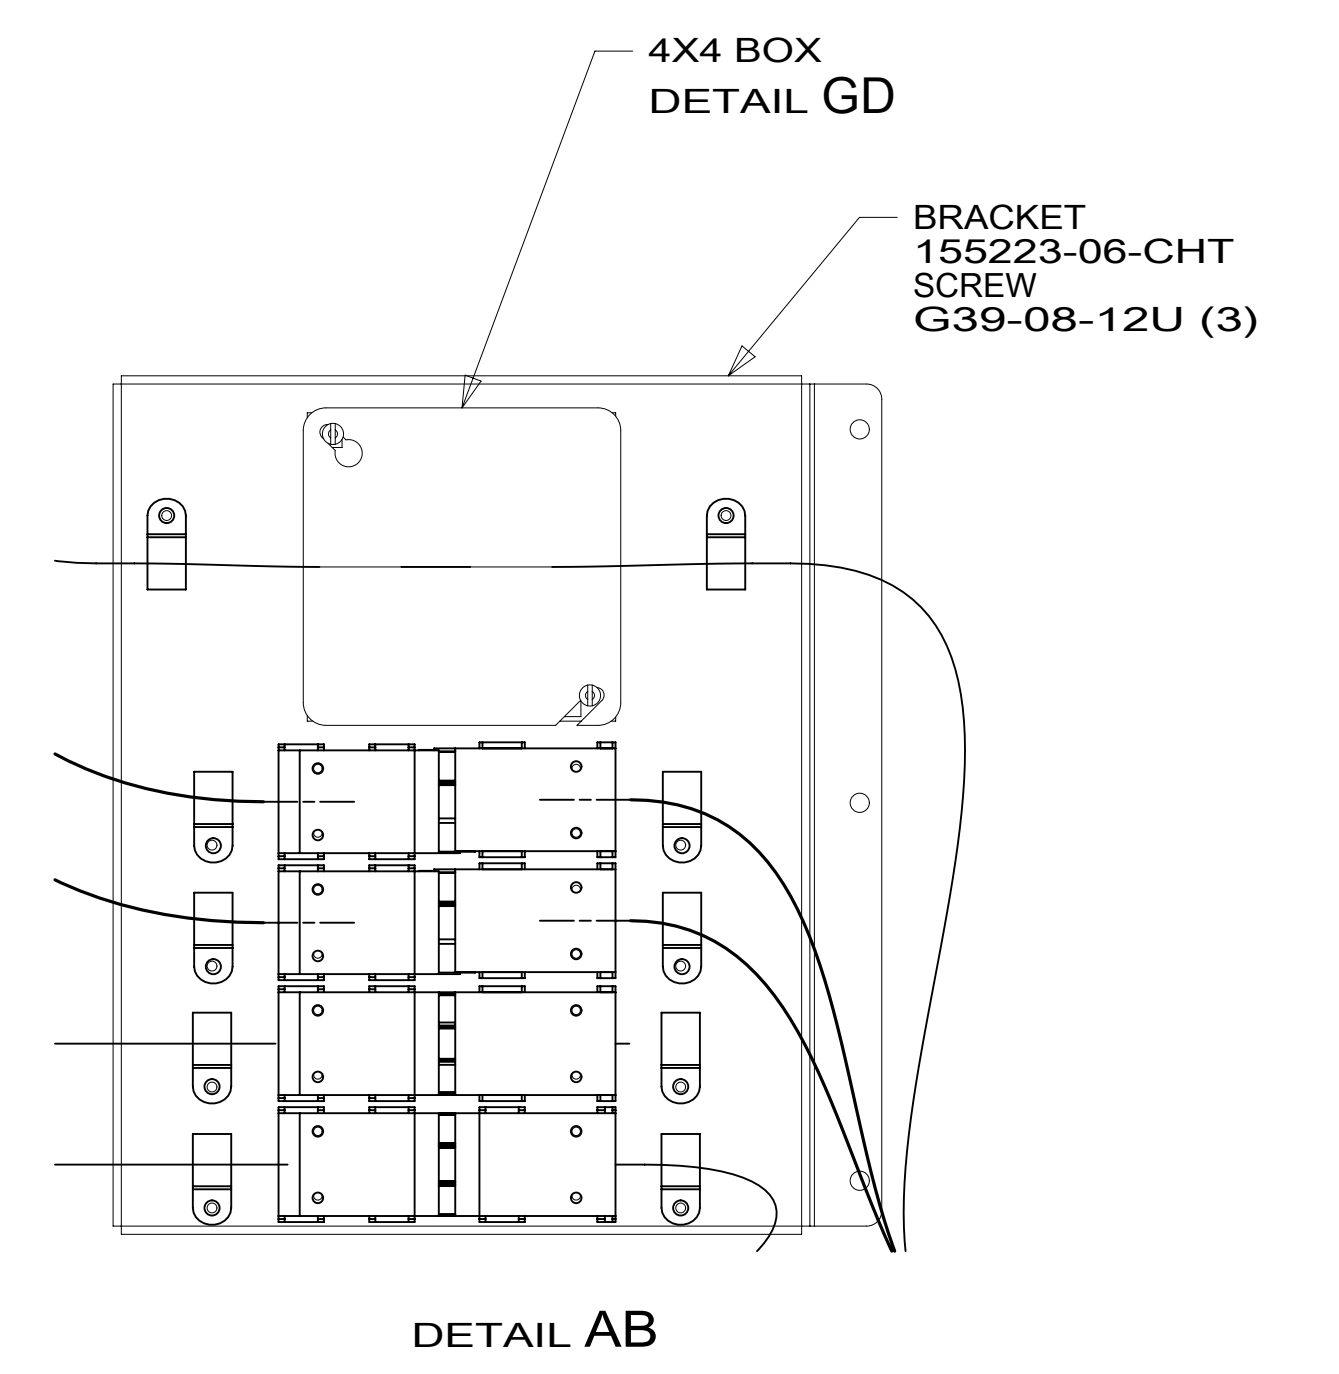 4X4 BOX
DETAIL GD
BRACKET
155223-06-CHT
SCREW
G39-08-12U (3)
DETAIL AB